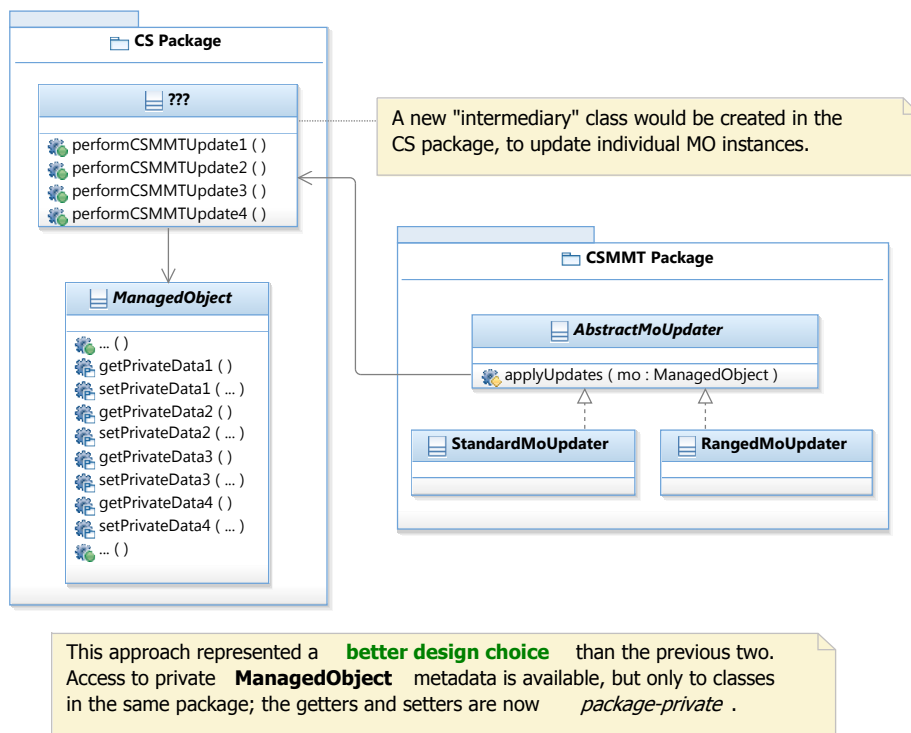 CS Package
???
performCSMMTUpdate1 ( )
performCSMMTUpdate2 ( )
performCSMMTUpdate3 ( )
performCSMMTUpdate4 ( )
A new "intermediary" class would be created in the
CS package, to update individual MO instances.
ManagedObject
... ( )
getPrivateData1 ( )
setPrivateData1 ( ... )
getPrivateData2 ( )
setPrivateData2 ( ... )
getPrivateData3 ( )
setPrivateData3 ( ... )
getPrivateData4 ( )
setPrivateData4 ( ... )
... ( )
CSMMT Package
AbstractMoUpdater
applyUpdates ( mo : ManagedObject )
StandardMoUpdater
RangedMoUpdater
This approach represented a better design choice than the previous two.
Access to private ManagedObject metadata is available, but only to classes
in the same package; the getters and setters are now package-private .